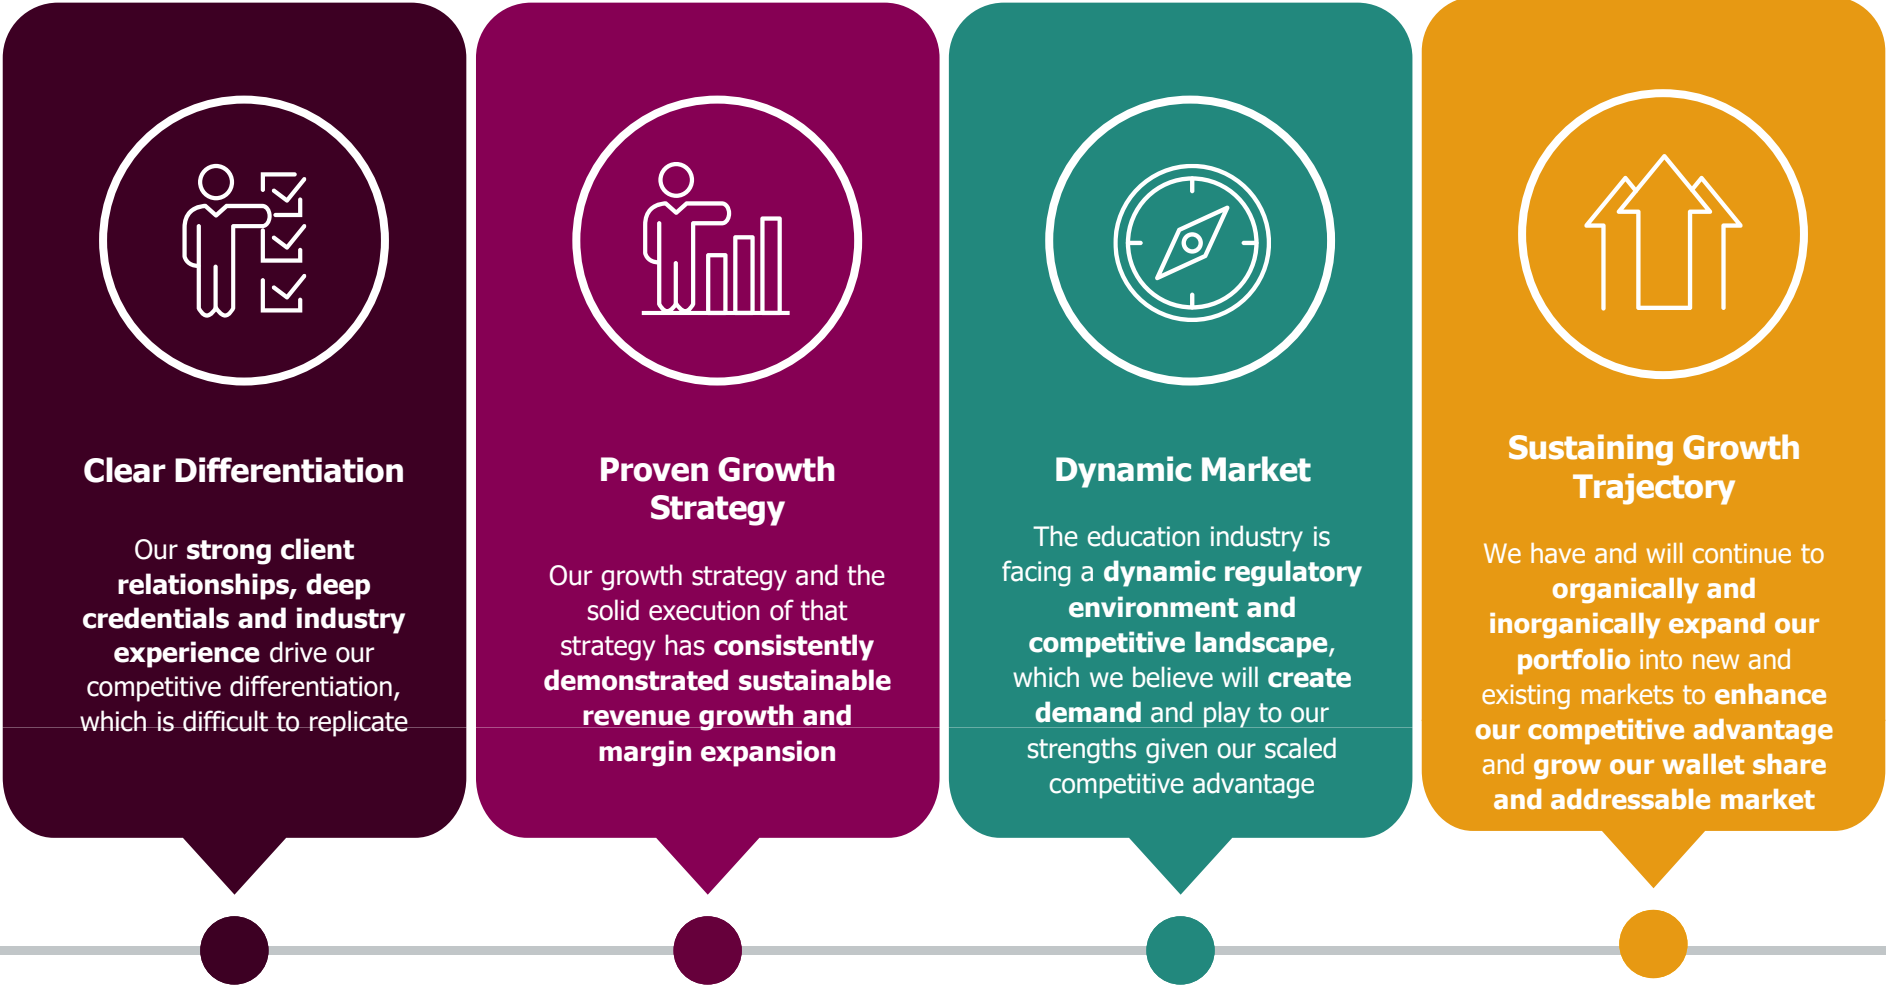 Clear Differentiation
Our strong client
relationships, deep
credentials and industry
experience drive our
competitive differentiation,
which is difficult to replicate
Proven Growth
Strategy
Our growth strategy and the
solid execution of that
strategy has consistently
demonstrated sustainable
revenue growth and
margin expansion
Dynamic Market
The education industry is
facing a dynamic regulatory
environment and
competitive landscape,
which we believe will create
demand and play to our
strengths given our scaled
competitive advantage
Sustaining Growth
Trajectory
We have and will continue to
organically and
inorganically expand our
portfolio into new and
existing markets to enhance
our competitive advantage
and grow our wallet share
and addressable market